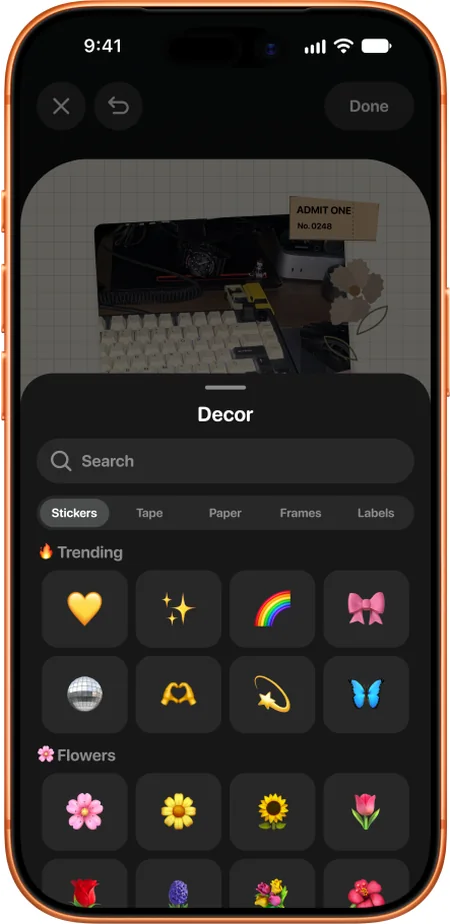 9:41
Done
ADMIT ONE
No. 0248
Decor
Search
Stickers Tape Paper Frames Labels
Trending
Flowers